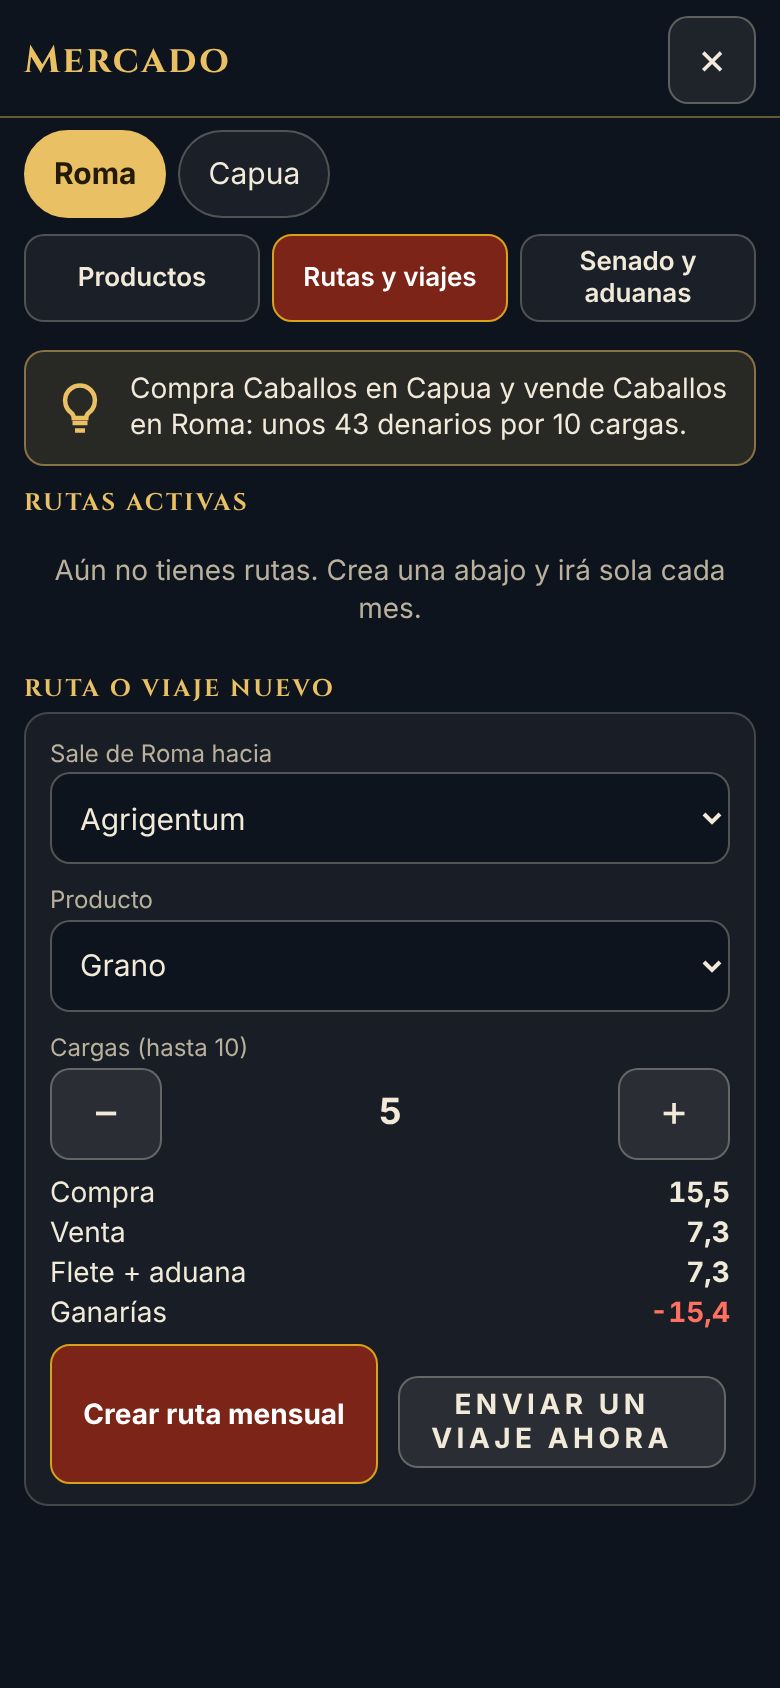 Mercado
×
Roma
Capua
Productos
Rutas y viajes
Senado y
aduanas
Compra Caballos en Capua y vende Caballos
en Roma: unos 43 denarios por 10 cargas.
RUTAS ACTIVAS
Aún no tienes rutas. Crea una abajo y irá sola cada
mes.
RUTA O VIAJE NUEVO
Sale de Roma hacia
Agrigentum
Producto
Grano
Cargas (hasta 10)
− 5 +
Compra 15,5
Venta 7,3
Flete + aduana 7,3
Ganarías -15,4
Crear ruta mensual
ENVIAR UN
VIAJE AHORA